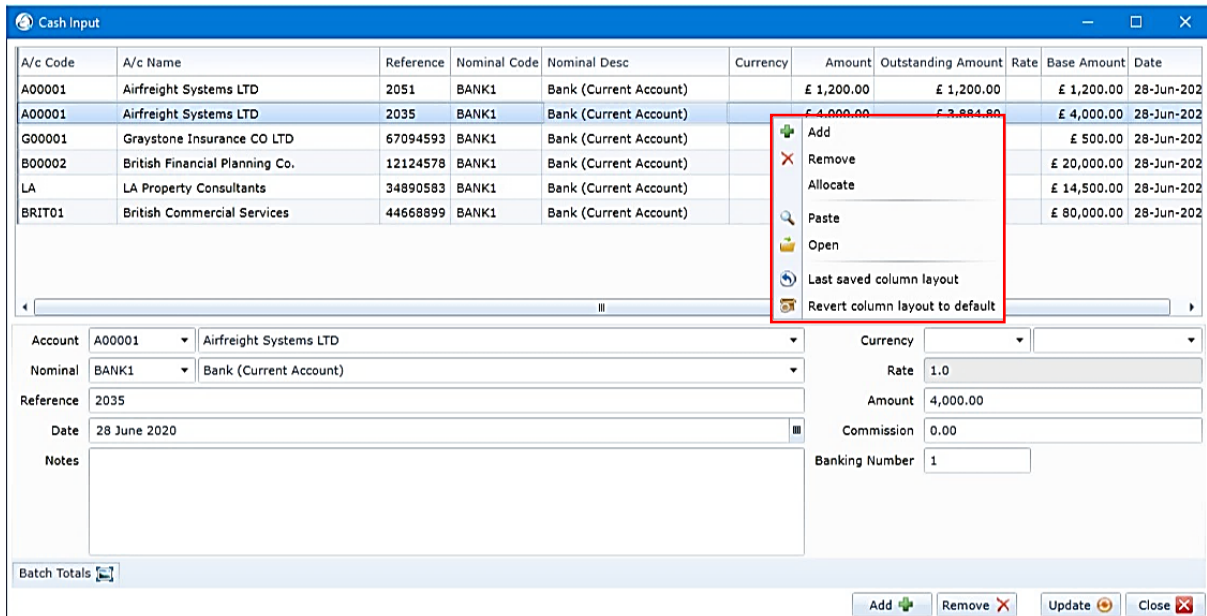 Cash Input
A/c Code A/c Name Reference Nominal Code Nominal Desc Currency Amount Outstanding Amount Rate Base Amount Date
A00001 Airfreight Systems LTD 2051 BANK1 Bank (Current Account) £ 1,200.00 £ 1,200.00 £ 1,200.00 28-Jun-202
A00001 Airfreight Systems LTD 2035 BANK1 Bank (Current Account) £ 4,000.00 £ 3,884.80 £ 4,000.00 28-Jun-202
G00001 Graystone Insurance CO LTD 67094593 BANK1 Bank (Current Account) £ 500.00 28-Jun-202
B00002 British Financial Planning Co. 12124578 BANK1 Bank (Current Account) £ 20,000.00 28-Jun-202
LA LA Property Consultants 34890583 BANK1 Bank (Current Account) £ 14,500.00 28-Jun-202
BRIT01 British Commercial Services 44668899 BANK1 Bank (Current Account) £ 80,000.00 28-Jun-202
Add
Remove
Allocate
Paste
Open
Last saved column layout
Revert column layout to default
Account A00001 Airfreight Systems LTD Currency
Nominal BANK1 Bank (Current Account) Rate 1.0
Reference 2035 Amount 4,000.00
Date 28 June 2020 Commission 0.00
Notes Banking Number 1
Batch Totals
Add Remove Update Close